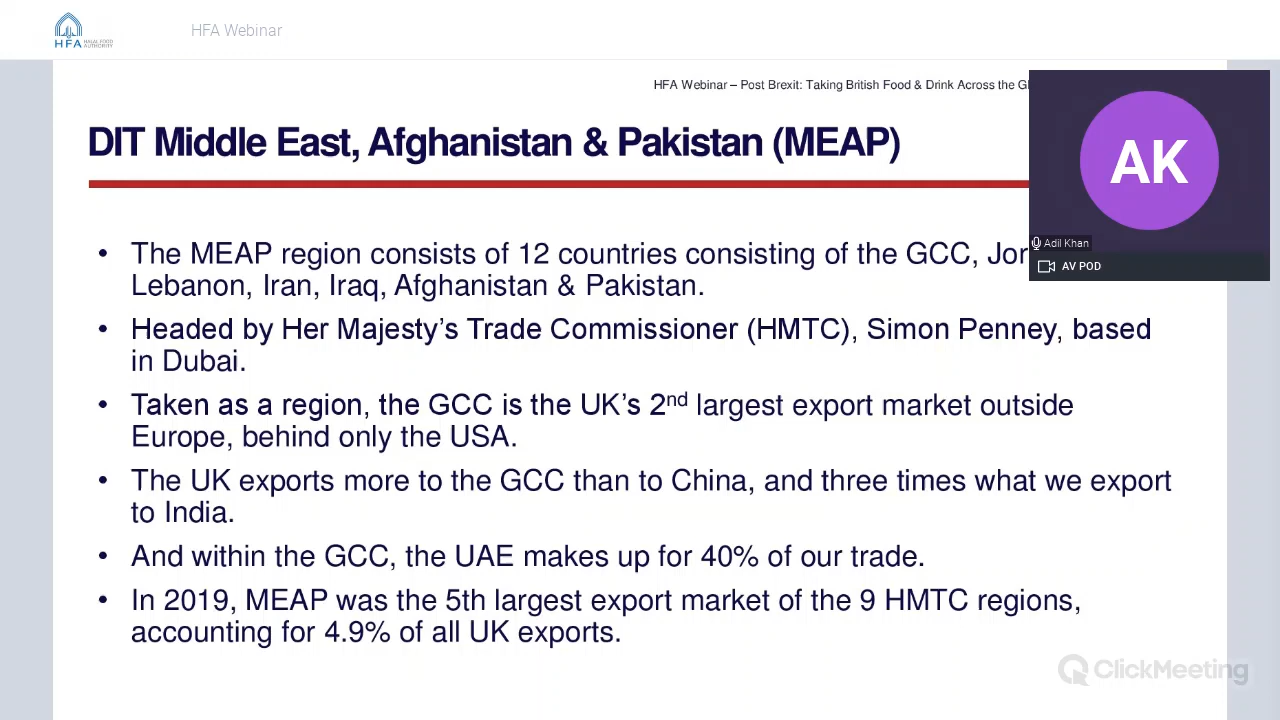 HFA HALAL FOOD AUTHORITY
HFA Webinar
HFA Webinar – Post Brexit: Taking British Food & Drink Across the
DIT Middle East, Afghanistan & Pakistan (MEAP)
AK
Adil Khan
AV POD
• The MEAP region consists of 12 countries consisting of the GCC,
Lebanon, Iran, Iraq, Afghanistan & Pakistan.
• Headed by Her Majesty’s Trade Commissioner (HMTC), Simon Penney, based
in Dubai.
• Taken as a region, the GCC is the UK’s 2nd largest export market outside
Europe, behind only the USA.
• The UK exports more to the GCC than to China, and three times what we export
to India.
• And within the GCC, the UAE makes up for 40% of our trade.
• In 2019, MEAP was the 5th largest export market of the 9 HMTC regions,
accounting for 4.9% of all UK exports.
ClickMeeting